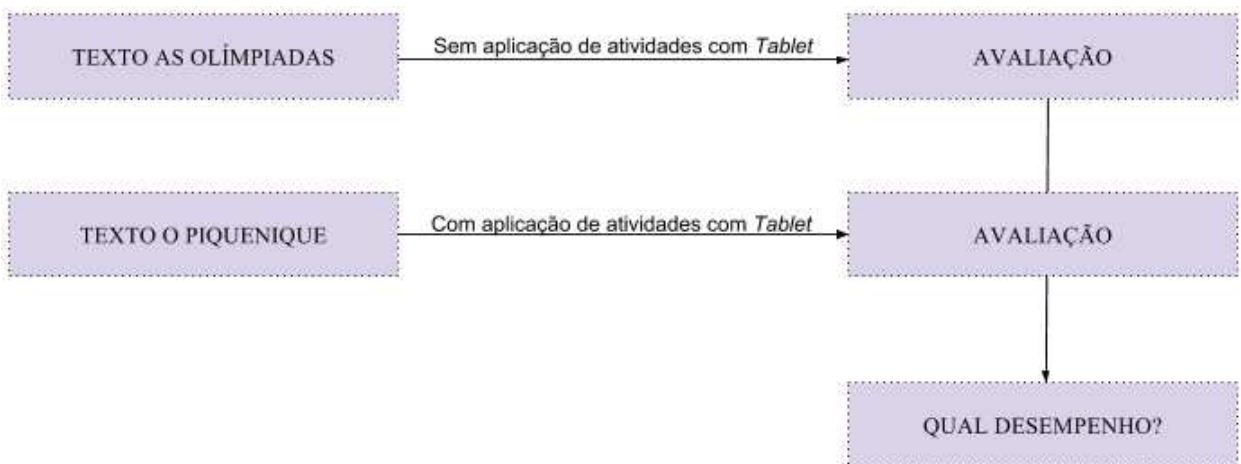 TEXTO AS OLÍMPIADAS
Sem aplicação de atividades com Tablet
AVALIAÇÃO
TEXTO O PIQUENIQUE
Com aplicação de atividades com Tablet
AVALIAÇÃO
QUAL DESEMPENHO?